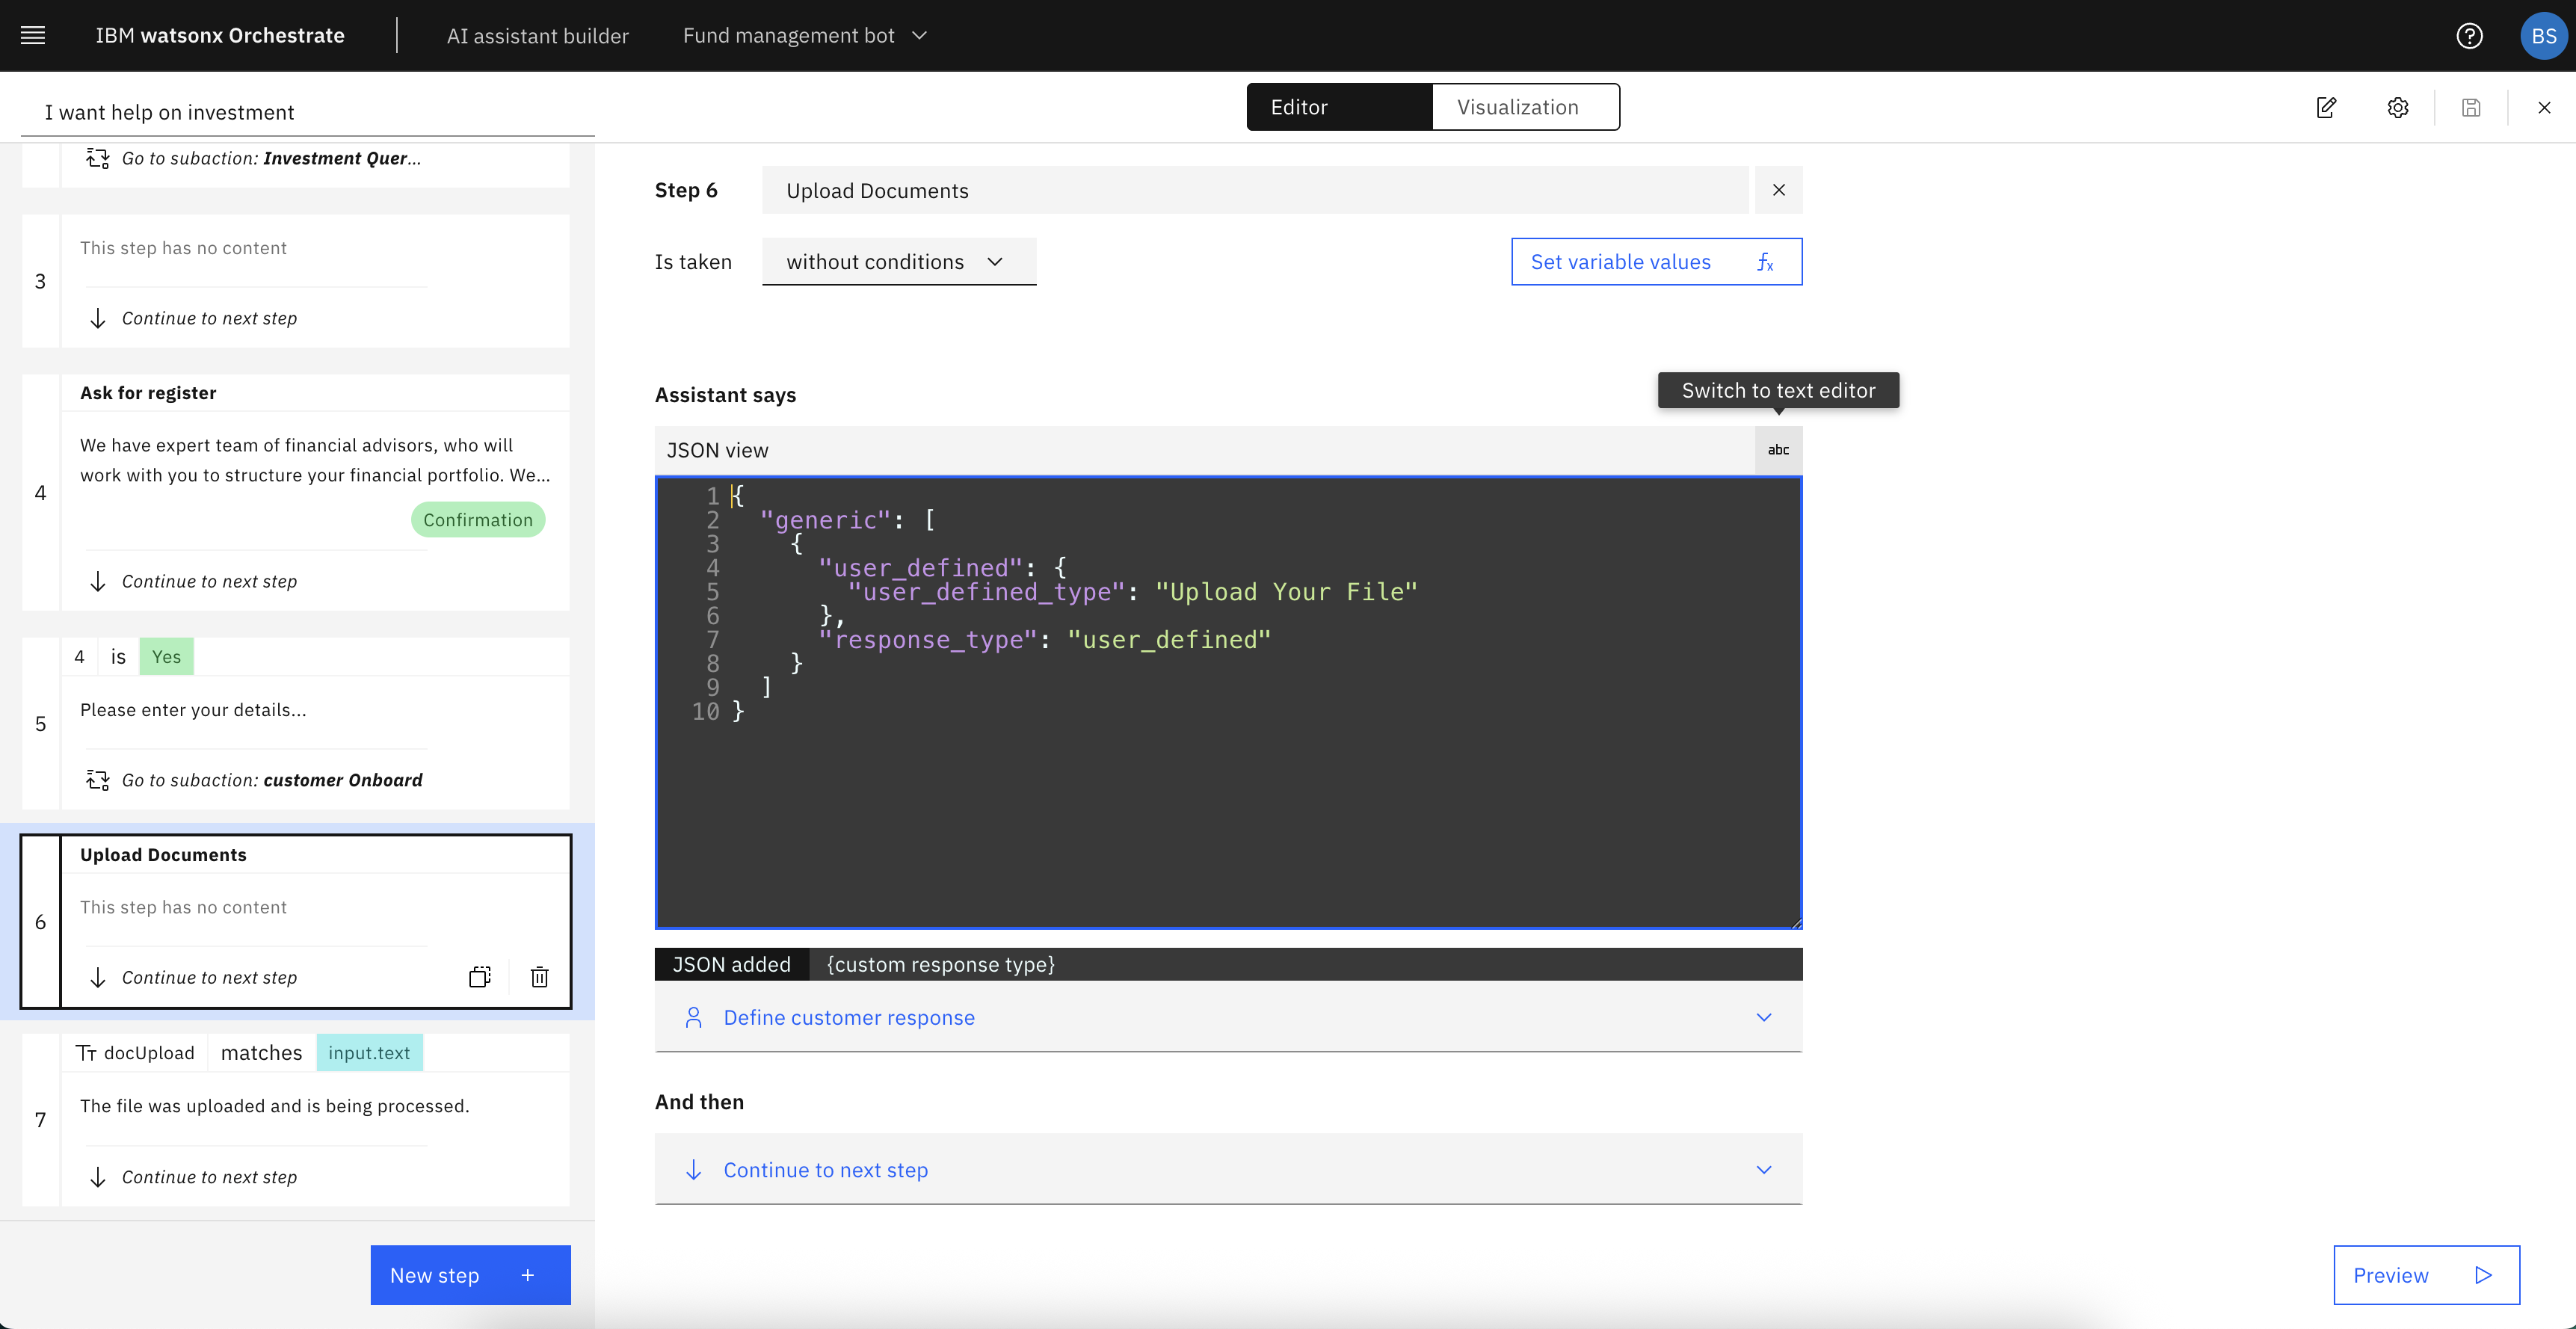 IBM watsonx Orchestrate
AI assistant builder
Fund management bot
BS
I want help on investment
Editor
Visualization
Go to subaction: Investment Quer...
3
This step has no content
Continue to next step
4
Ask for register
We have expert team of financial advisors, who will
work with you to structure your financial portfolio. We...
Confirmation
Continue to next step
5
4 is Yes
Please enter your details...
Go to subaction: customer Onboard
6
Upload Documents
This step has no content
Continue to next step
7
Tт docUpload matches input.text
The file was uploaded and is being processed.
Continue to next step
New step +
Step 6
Upload Documents
Is taken
without conditions
Set variable values fx
Assistant says
Switch to text editor
JSON view
abc
1 {
2 "generic": [
3 {
4 "user_defined": {
5 "user_defined_type": "Upload Your File"
6 },
7 "response_type": "user_defined"
8 }
9 ]
10 }
JSON added {custom response type}
Define customer response
And then
Continue to next step
Preview